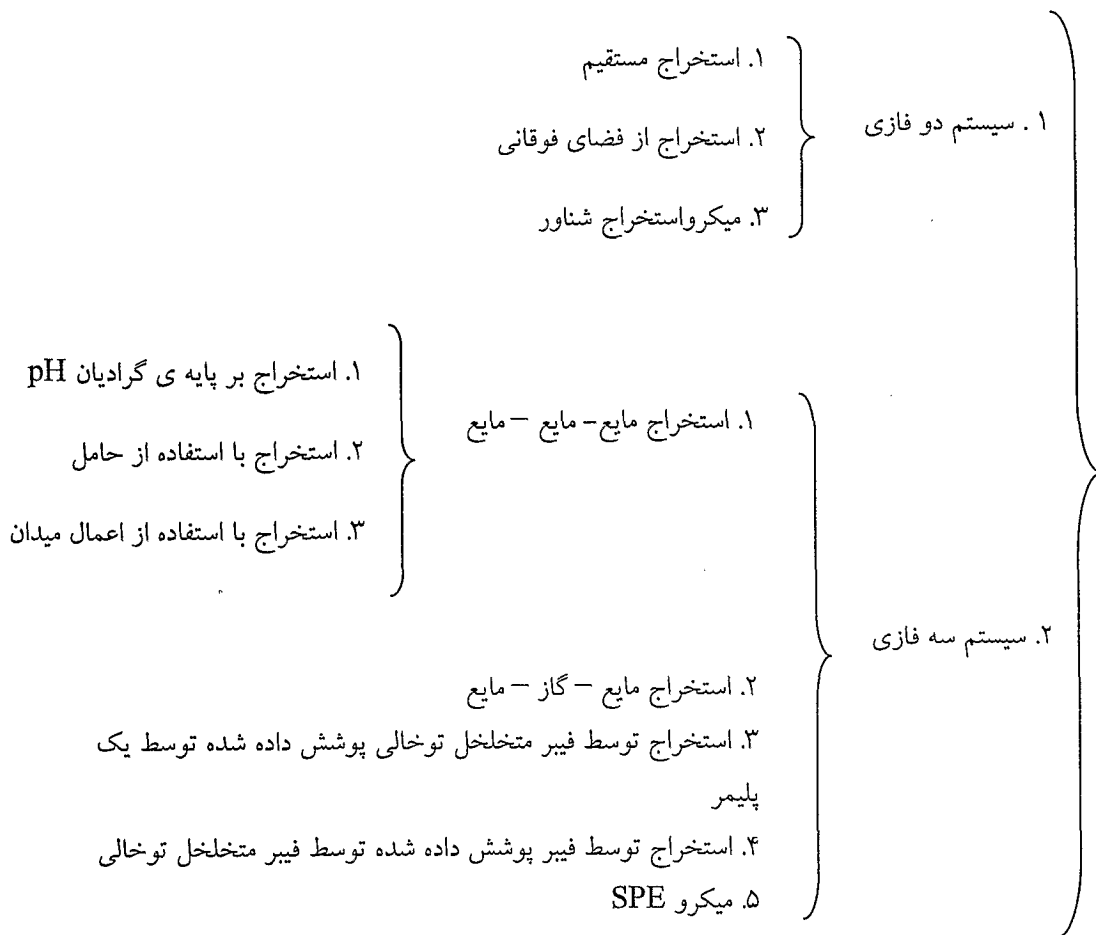 ۱. سیستم دو فازی
۱. استخراج مستقیم
۲. استخراج از فضای فوقانی
۳. میکرواستخراج شناور
۲. سیستم سه فازی
۱. استخراج مایع- مایع – مایع
۱. استخراج بر پایه ی گرادیان pH
۲. استخراج با استفاده از حامل
۳. استخراج با استفاده از اعمال میدان
۲. استخراج مایع – گاز – مایع
۳. استخراج توسط فیبر متخلخل توخالی پوشش داده شده توسط یک
پلیمر
۴. استخراج توسط فیبر پوشش داده شده توسط فیبر متخلخل توخالی
۵. میکرو SPE